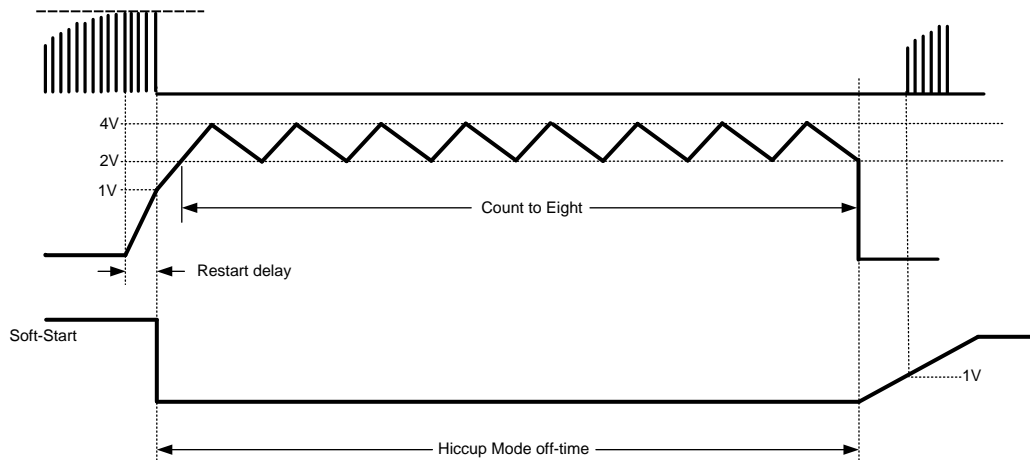 4V
2V
1V
Count to Eight
Restart delay
Soft-Start
1V
Hiccup Mode off-time